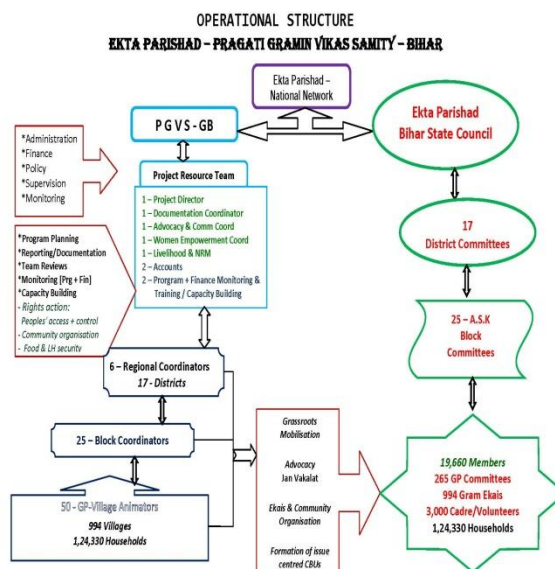 OPERATIONAL STRUCTURE
EKTA PARISHAD – PRAGATI GRAMIN VIKAS SAMITY – BIHAR
Ekta Parishad –
National Network
P G V S - GB
Ekta Parishad
Bihar State Council
*Administration
*Finance
*Policy
*Supervision
*Monitoring
Project Resource Team
1 – Project Director
1 – Documentation Coordinator
1 – Advocacy & Comm Coord
1 – Women Empowerment Coord
1 – Livelihood & NRM
2 – Accounts
2 – Prorgram + Finance Monitoring &
Training / Capacity Building
17
District Committees
*Program Planning
*Reporting/Documentation
*Team Reviews
*Monitoring [Prg + Fin]
*Capacity Building
- Rights action:
Peoples' access + control
- Community organisation
- Food & LH security
25 – A.S.K
Block
Committees
6 – Regional Coordinators
17 - Districts
25 – Block Coordinators
50 - GP-Village Animators
994 Villages
1,24,330 Households
Grassroots
Mobilisation
Advocacy
Jan Vakalat
Ekais & Community
Organisation
Formation of issue
centred CBUs
19,660 Members
265 GP Committees
994 Gram Ekais
3,000 Cadre/Volunteers
1,24,330 Households